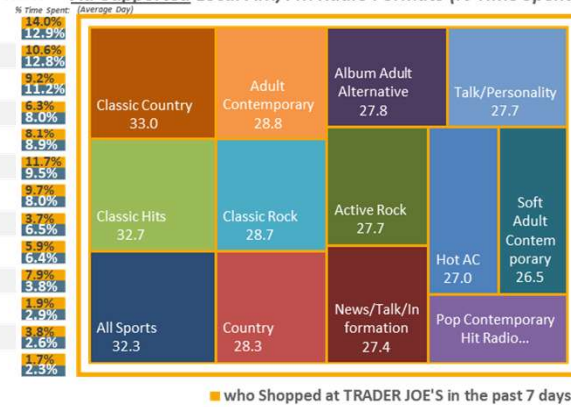 % Time Spent: (Average Day)
14.0%
12.9%
10.6%
12.8%
9.2%
11.2%
6.3%
8.0%
8.1%
8.9%
11.7%
9.5%
9.7%
8.0%
3.7%
6.5%
5.9%
6.4%
7.9%
3.8%
1.9%
2.9%
3.8%
2.6%
1.7%
2.3%
Classic Country
33.0
Adult
Contemporary
28.8
Album Adult
Alternative
27.8
Talk/Personality
27.7
Classic Hits
32.7
Classic Rock
28.7
Active Rock
27.7
Hot AC
27.0
Soft
Adult
Contem
porary
26.5
All Sports
32.3
Country
28.3
News/Talk/In
formation
27.4
Pop Contemporary
Hit Radio...
who Shopped at TRADER JOE'S in the past 7 days